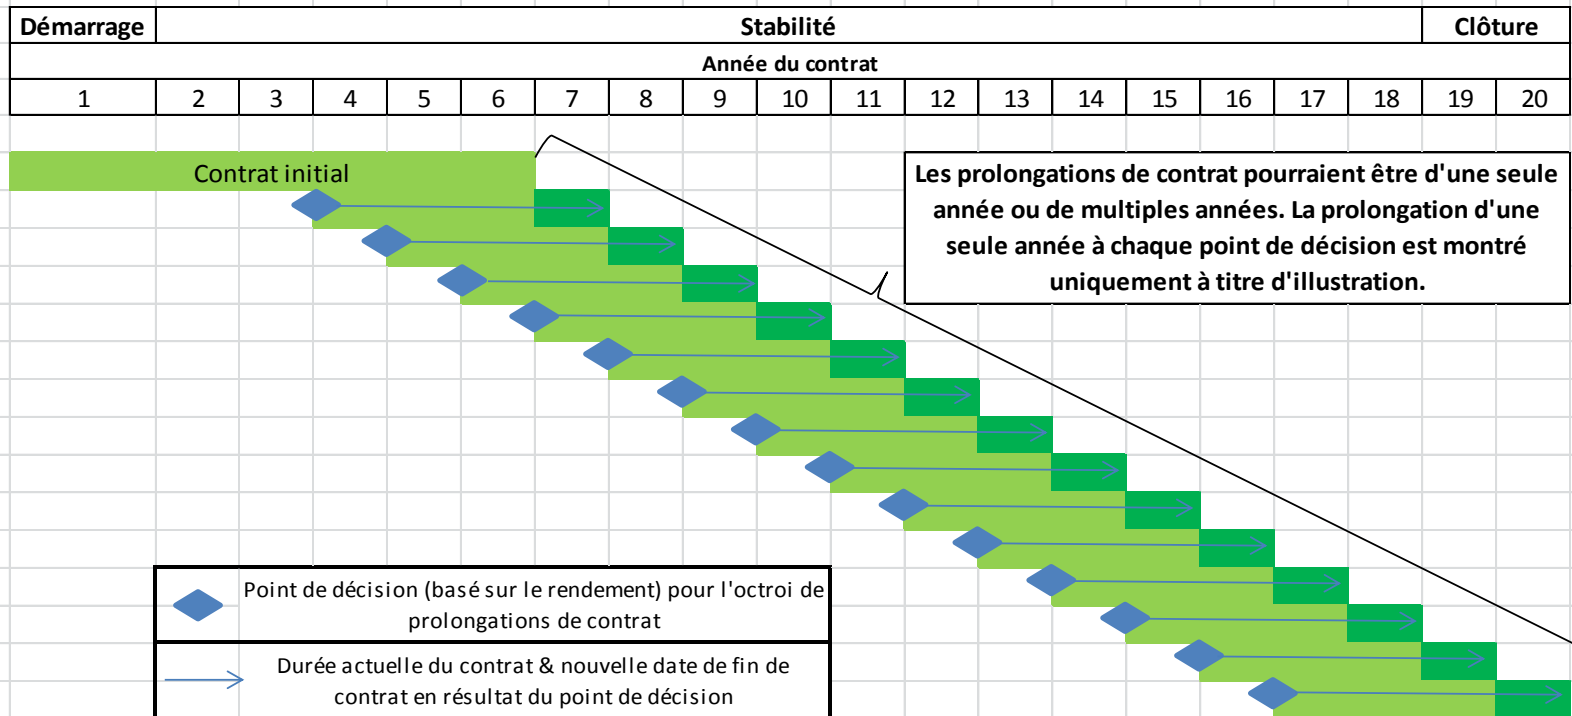 Démarrage Stabilité Clôture
Année du contrat
1 2 3 4 5 6 7 8 9 10 11 12 13 14 15 16 17 18 19 20
Contrat initial
Les prolongations de contrat pourraient être d'une seule
année ou de multiples années. La prolongation d'une
seule année à chaque point de décision est montré
uniquement à titre d'illustration.
Point de décision (basé sur le rendement) pour l'octroi de
prolongations de contrat
Durée actuelle du contrat & nouvelle date de fin de
contrat en résultat du point de décision